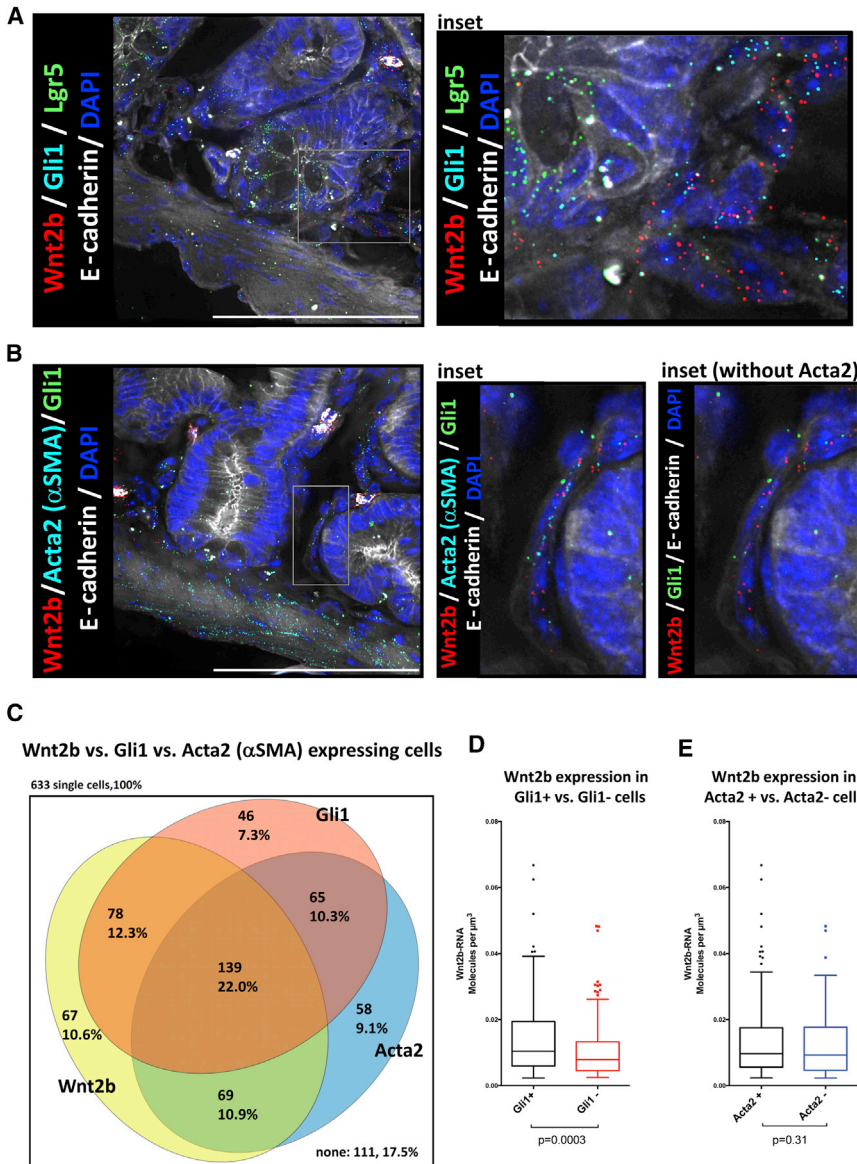 A
Wnt2b / Gli1 / Lgr5
E-cadherin / DAPI
inset
Wnt2b / Gli1 / Lgr5
E-cadherin / DAPI
B
Wnt2b/Acta2 (αSMA)/Gli1
E-cadherin / DAPI
inset
Wnt2b/ Acta2 (αSMA) / Gli1
E-cadherin / DAPI
inset (without Acta2)
Wnt2b / Gli1/ E-cadherin / DAPI
C
Wnt2b vs. Gli1 vs. Acta2 (αSMA) expressing cells
633 single cells,100%
46
7.3%
Gli1
78
12.3%
65
10.3%
139
22.0%
67
10.6%
58
9.1%
Wnt2b
Acta2
69
10.9%
none: 111, 17.5%
D
Wnt2b expression in
Gli1+ vs. Gli1- cells
Wnt2b-RNA
Molecules per μm³
0.08
0.06
0.04
0.02
0.00
Gli1+
Gli1 -
p=0.0003
E
Wnt2b expression in
Acta2 + vs. Acta2- cell
Wnt2b-RNA
Molecules per μm³
0.08
0.06
0.04
0.02
0.00
Acta2 +
Acta2 -
p=0.31